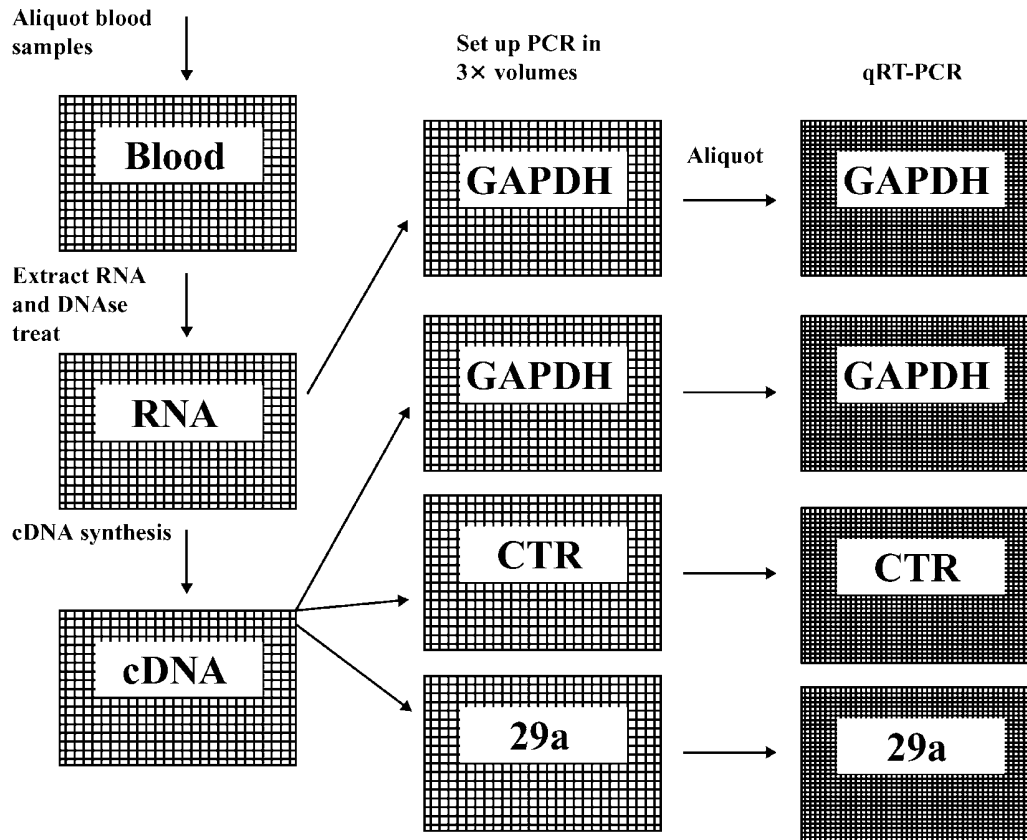 Aliquot blood
samples
Blood
Extract RNA
and DNAse
treat
RNA
cDNA synthesis
cDNA
Set up PCR in
3× volumes
GAPDH
GAPDH
CTR
29a
Aliquot
qRT-PCR
GAPDH
GAPDH
CTR
29a